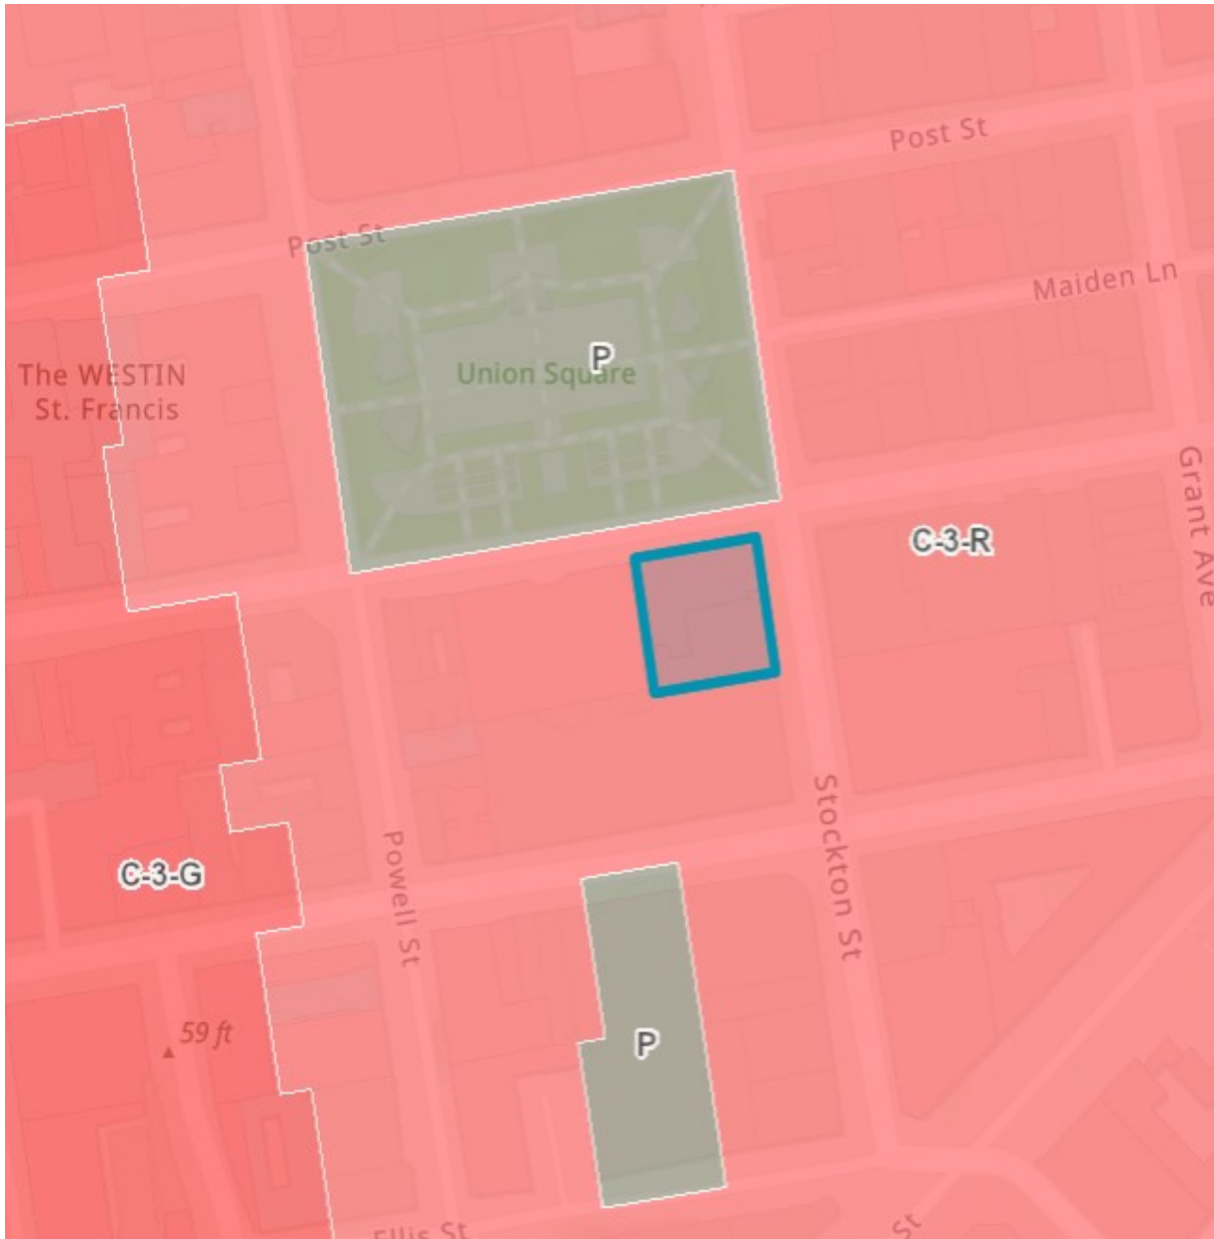 Post St
Post St
Maiden Ln
The WESTIN
St. Francis
P
Union Square
Grant Ave
C-3-R
Stockton St
Powell St
C-3-G
59 ft
P
Ellis St
St